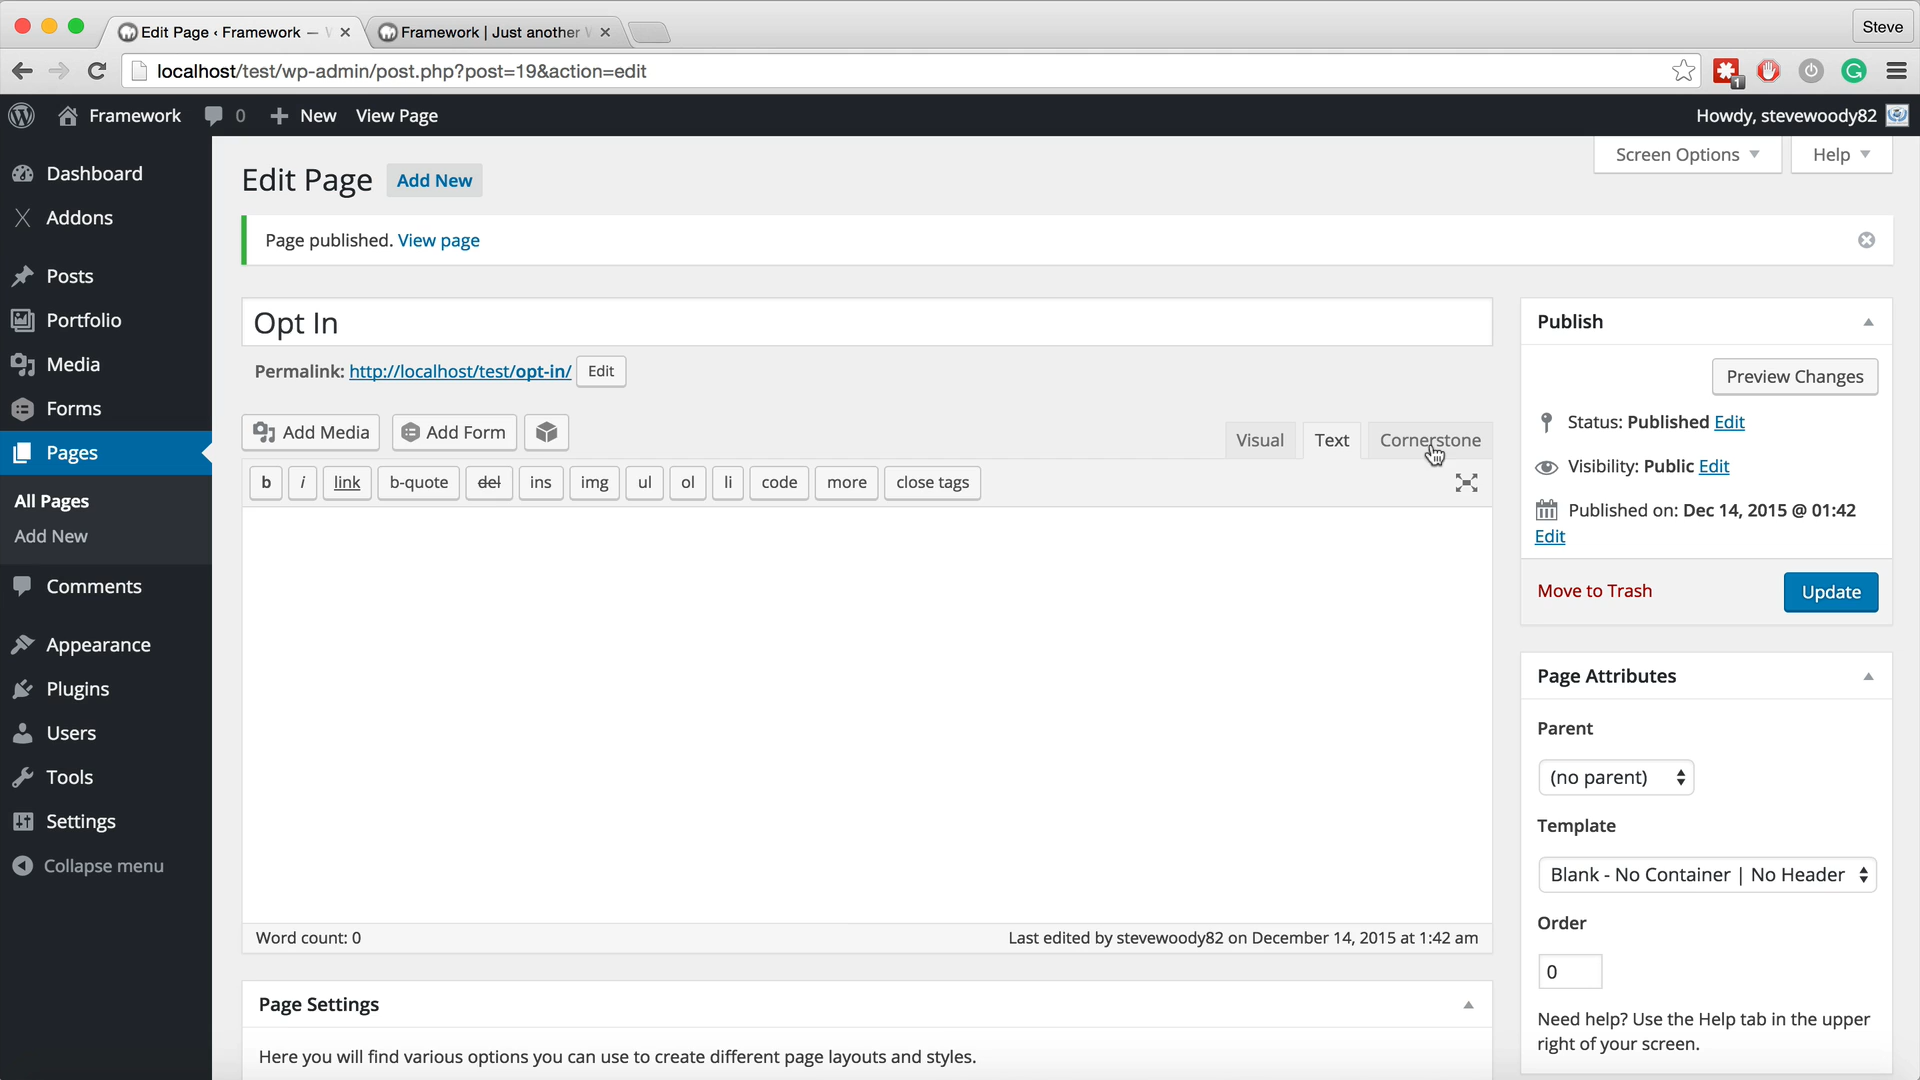 Edit Page ‹ Framework —
Framework | Just another
Steve
localhost/test/wp-admin/post.php?post=19&action=edit
1
Framework
0
New
View Page
Howdy, stevewoody82
Dashboard
Addons
Posts
Portfolio
Media
Forms
Pages
All Pages
Add New
Comments
Appearance
Plugins
Users
Tools
Settings
Collapse menu
Screen Options
Help
Edit Page
Add New
Page published. View page
Opt In
Permalink: http://localhost/test/opt-in/ Edit
Add Media
Add Form
Visual
Text
Cornerstone
b
i
link
b-quote
del
ins
img
ul
ol
li
code
more
close tags
Word count: 0
Last edited by stevewoody82 on December 14, 2015 at 1:42 am
Page Settings
Here you will find various options you can use to create different page layouts and styles.
Publish
Preview Changes
Status: Published Edit
Visibility: Public Edit
Published on: Dec 14, 2015 @ 01:42
Edit
Move to Trash
Update
Page Attributes
Parent
(no parent)
Template
Blank - No Container | No Header
Order
0
Need help? Use the Help tab in the upper
right of your screen.